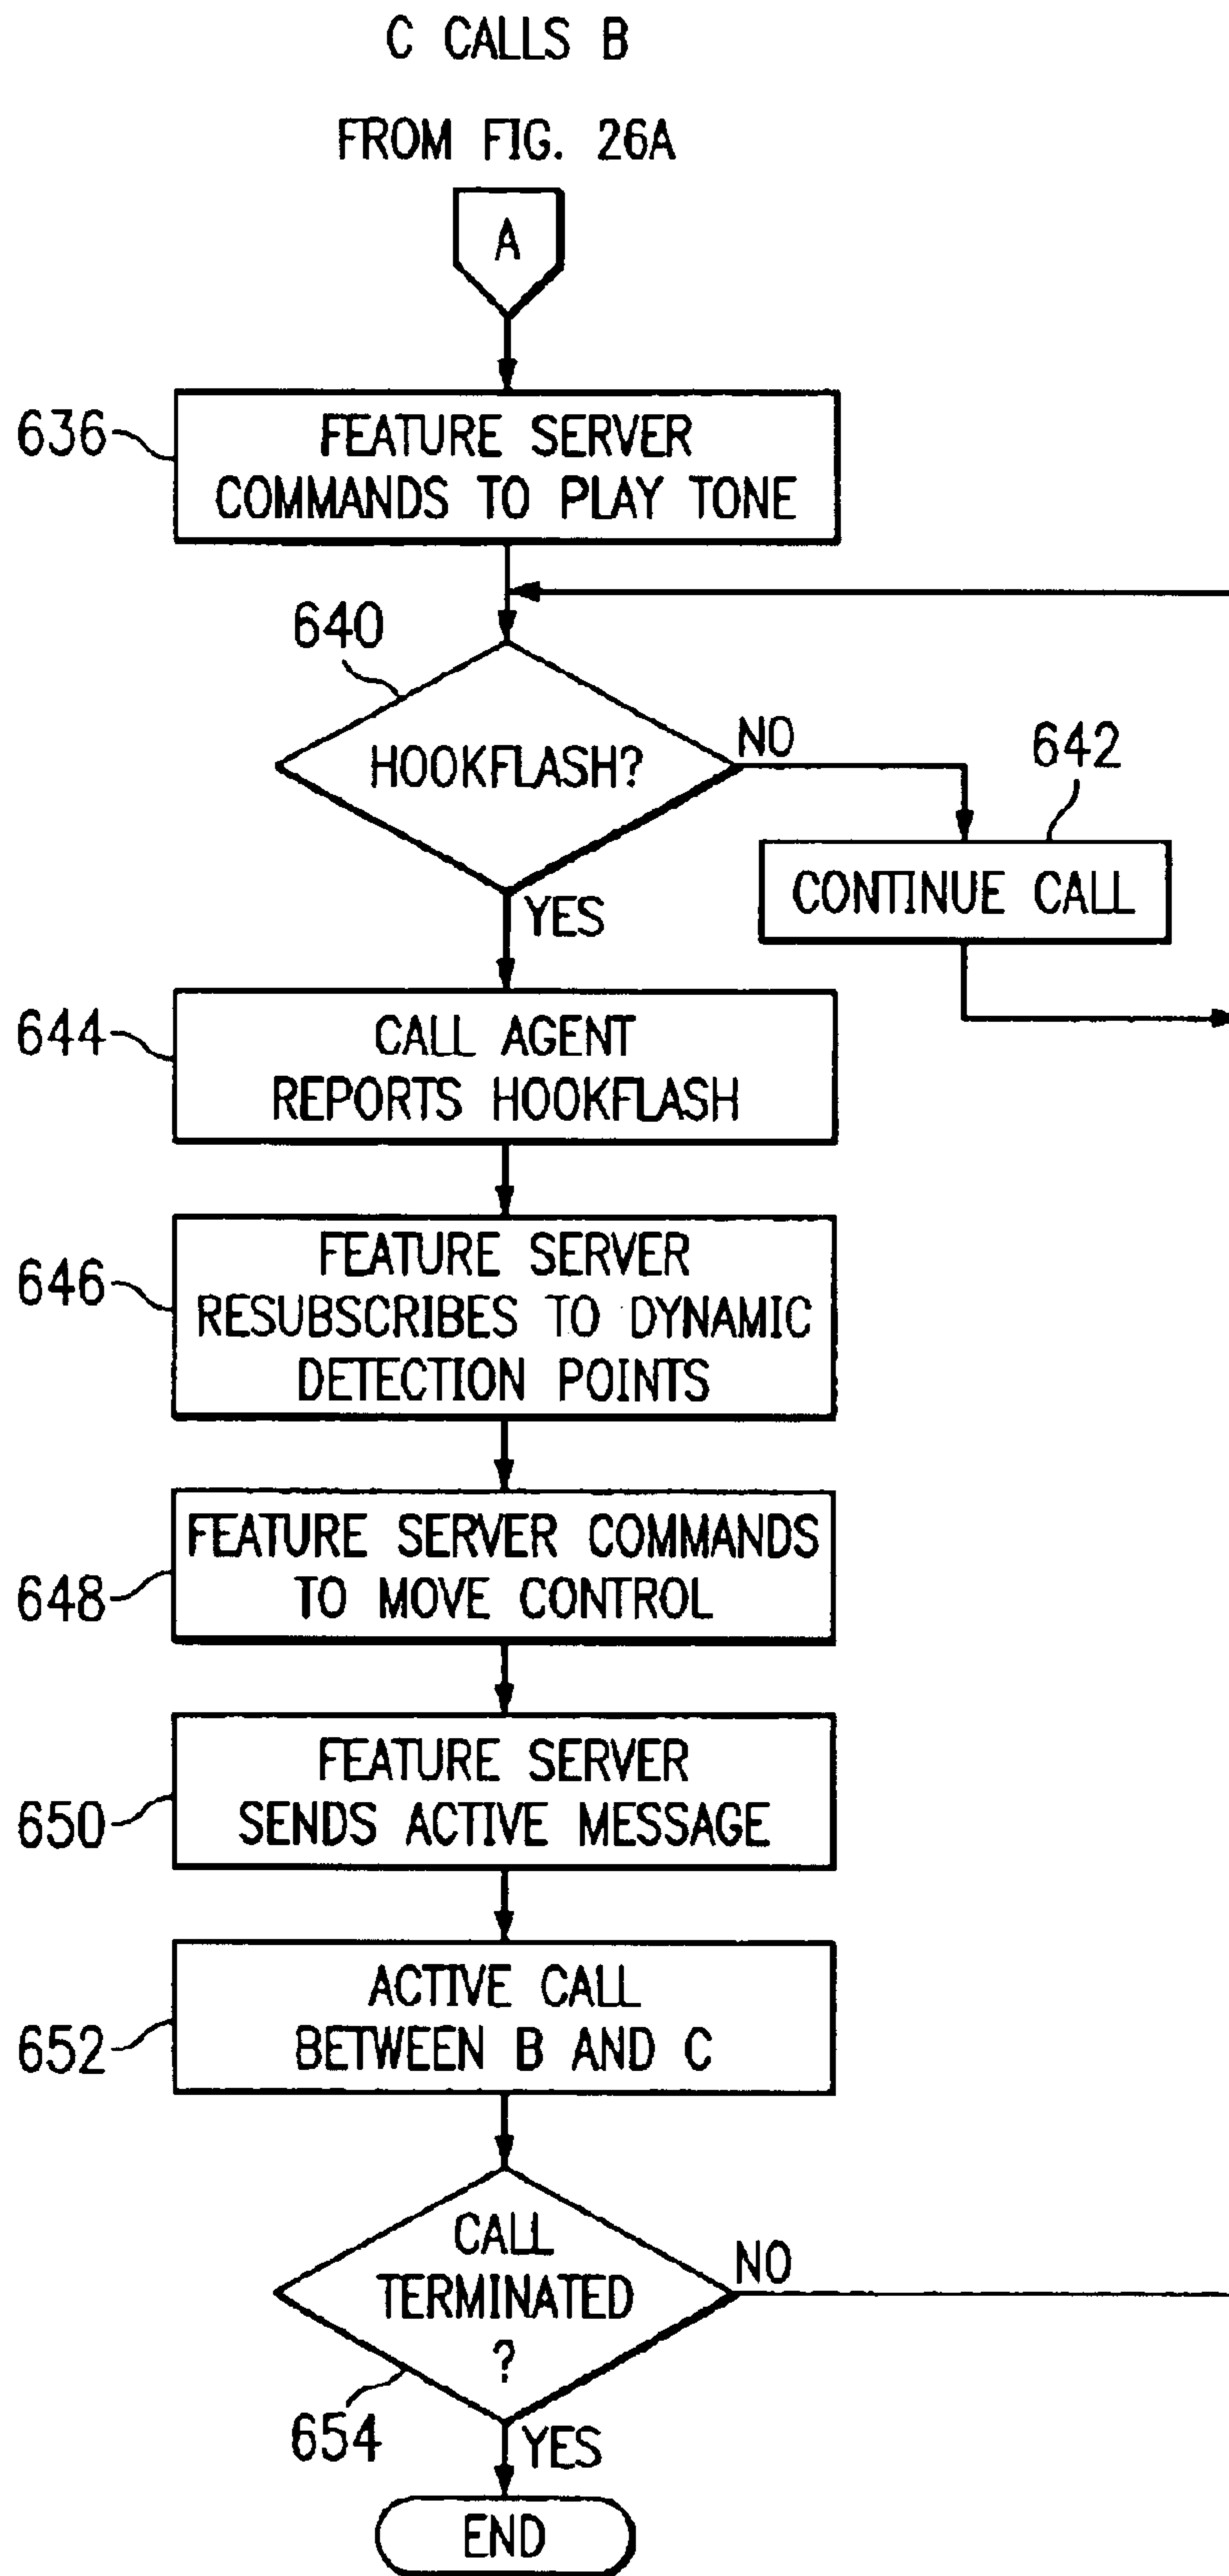 C CALLS B
FROM FIG. 26A
A
636
FEATURE SERVER
COMMANDS TO PLAY TONE
640
HOOKFLASH?
NO
642
CONTINUE CALL
YES
644
CALL AGENT
REPORTS HOOKFLASH
646
FEATURE SERVER
RESUBSCRIBES TO DYNAMIC
DETECTION POINTS
648
FEATURE SERVER COMMANDS
TO MOVE CONTROL
650
FEATURE SERVER
SENDS ACTIVE MESSAGE
652
ACTIVE CALL
BETWEEN B AND C
CALL
TERMINATED
?
NO
654
YES
END